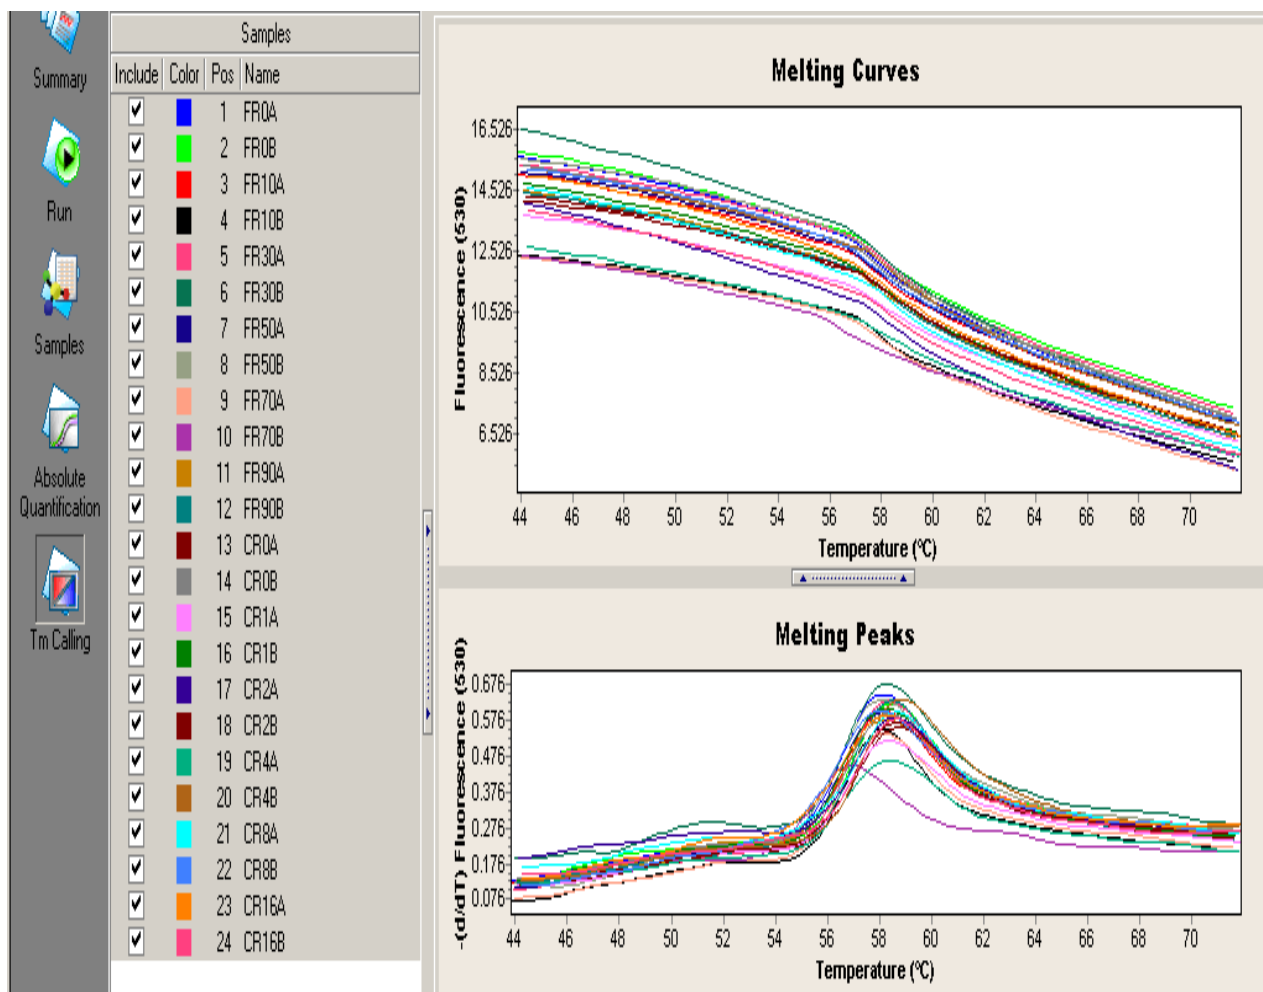 Summary
Run
Samples
Absolute
Quantification
Tm Calling
Samples
Include Color Pos Name
1 FR0A
2 FR0B
3 FR10A
4 FR10B
5 FR30A
6 FR30B
7 FR50A
8 FR50B
9 FR70A
10 FR70B
11 FR90A
12 FR90B
13 CR0A
14 CR0B
15 CR1A
16 CR1B
17 CR2A
18 CR2B
19 CR4A
20 CR4B
21 CR8A
22 CR8B
23 CR16A
24 CR16B
Melting Curves
Fluorescence (530)
16.526
14.526
12.526
10.526
8.526
6.526
44 46 48 50 52 54 56 58 60 62 64 66 68 70
Temperature (°C)
Melting Peaks
-(d/dT) Fluorescence (530)
0.676
0.576
0.476
0.376
0.276
0.176
0.076
44 46 48 50 52 54 56 58 60 62 64 66 68 70
Temperature (°C)